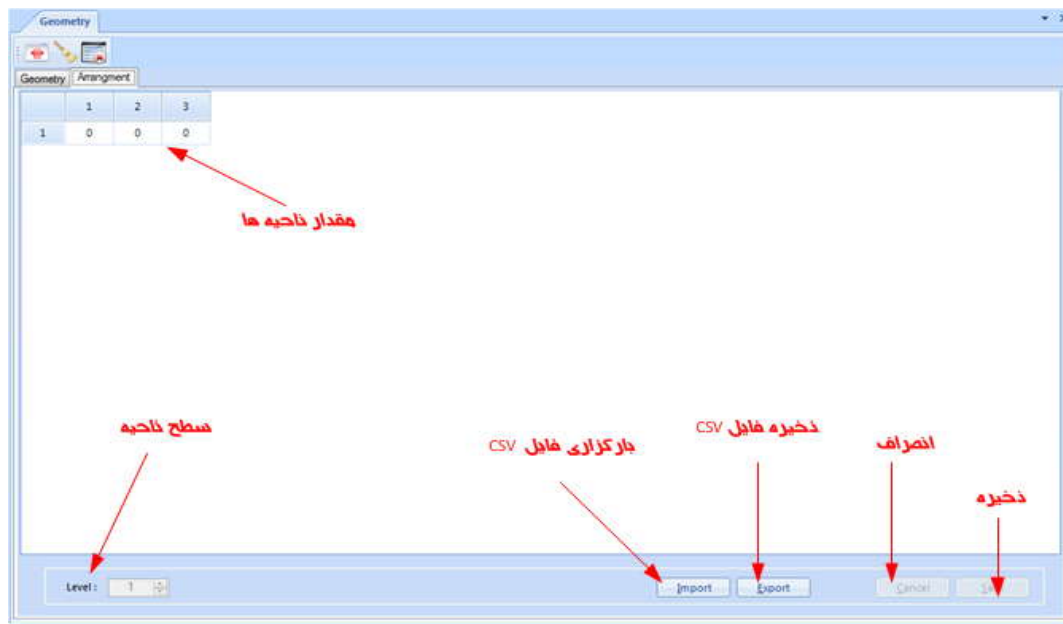 Geometry
Geometry Arrangment
1 2 3
1 0 0 0
مقدار ناحیه ها
سطح ناحیه
بارکزاری فایل CSV
ذخیره فایل CSV
انصراف
ذخیره
Level : 1
Import Export Cancel